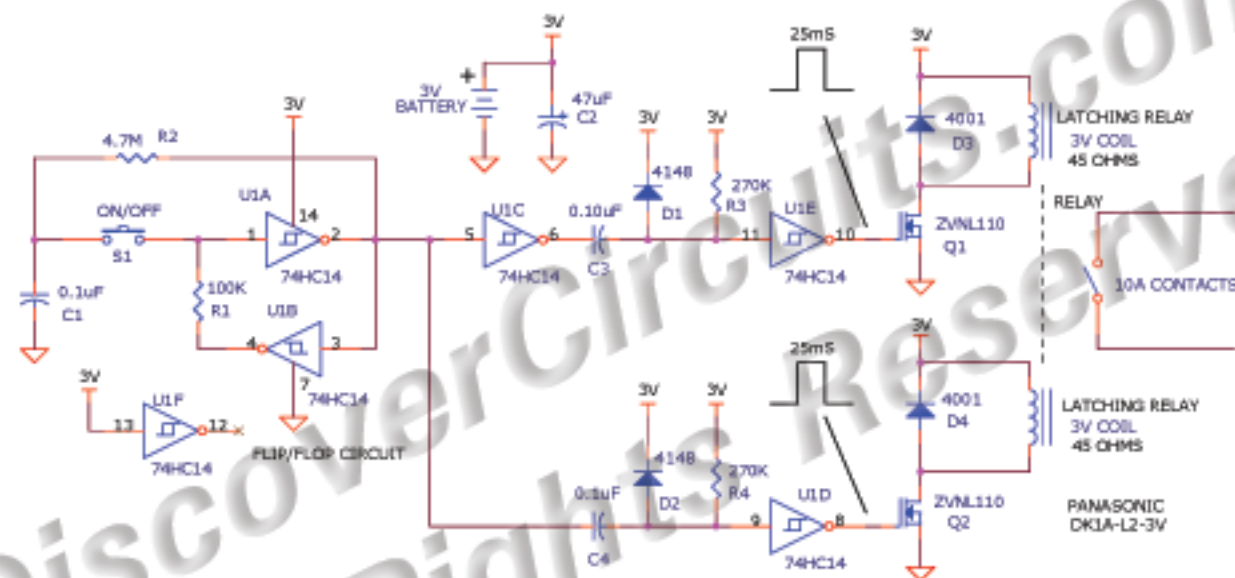 3V
25mS
3V
3V
BATTERY
+
47uF
C2
3V
4.7M R2
3V
3V
4148
D1
270K
R3
4001
D3
LATCHING RELAY
3V COIL
45 OHMS
U1A
14
ON/OFF
S1
1
2
74HC14
U1C
5
6
74HC14
0.10uF
C3
U1E
11
10
74HC14
ZVNL110
Q1
RELAY
10A CONTACTS
0.1uF
C1
100K
R1
U1B
4
3
7
74HC14
3V
U1F
13
12
74HC14
FLIP/FLOP CIRCUIT
25mS
3V
3V
3V
4148
D2
270K
R4
4001
D4
LATCHING RELAY
3V COIL
45 OHMS
0.1uF
C4
U1D
9
8
74HC14
ZVNL110
Q2
PANASONIC
DK1A-L2-3V
DiscoverCircuits.com
Rights Reserve